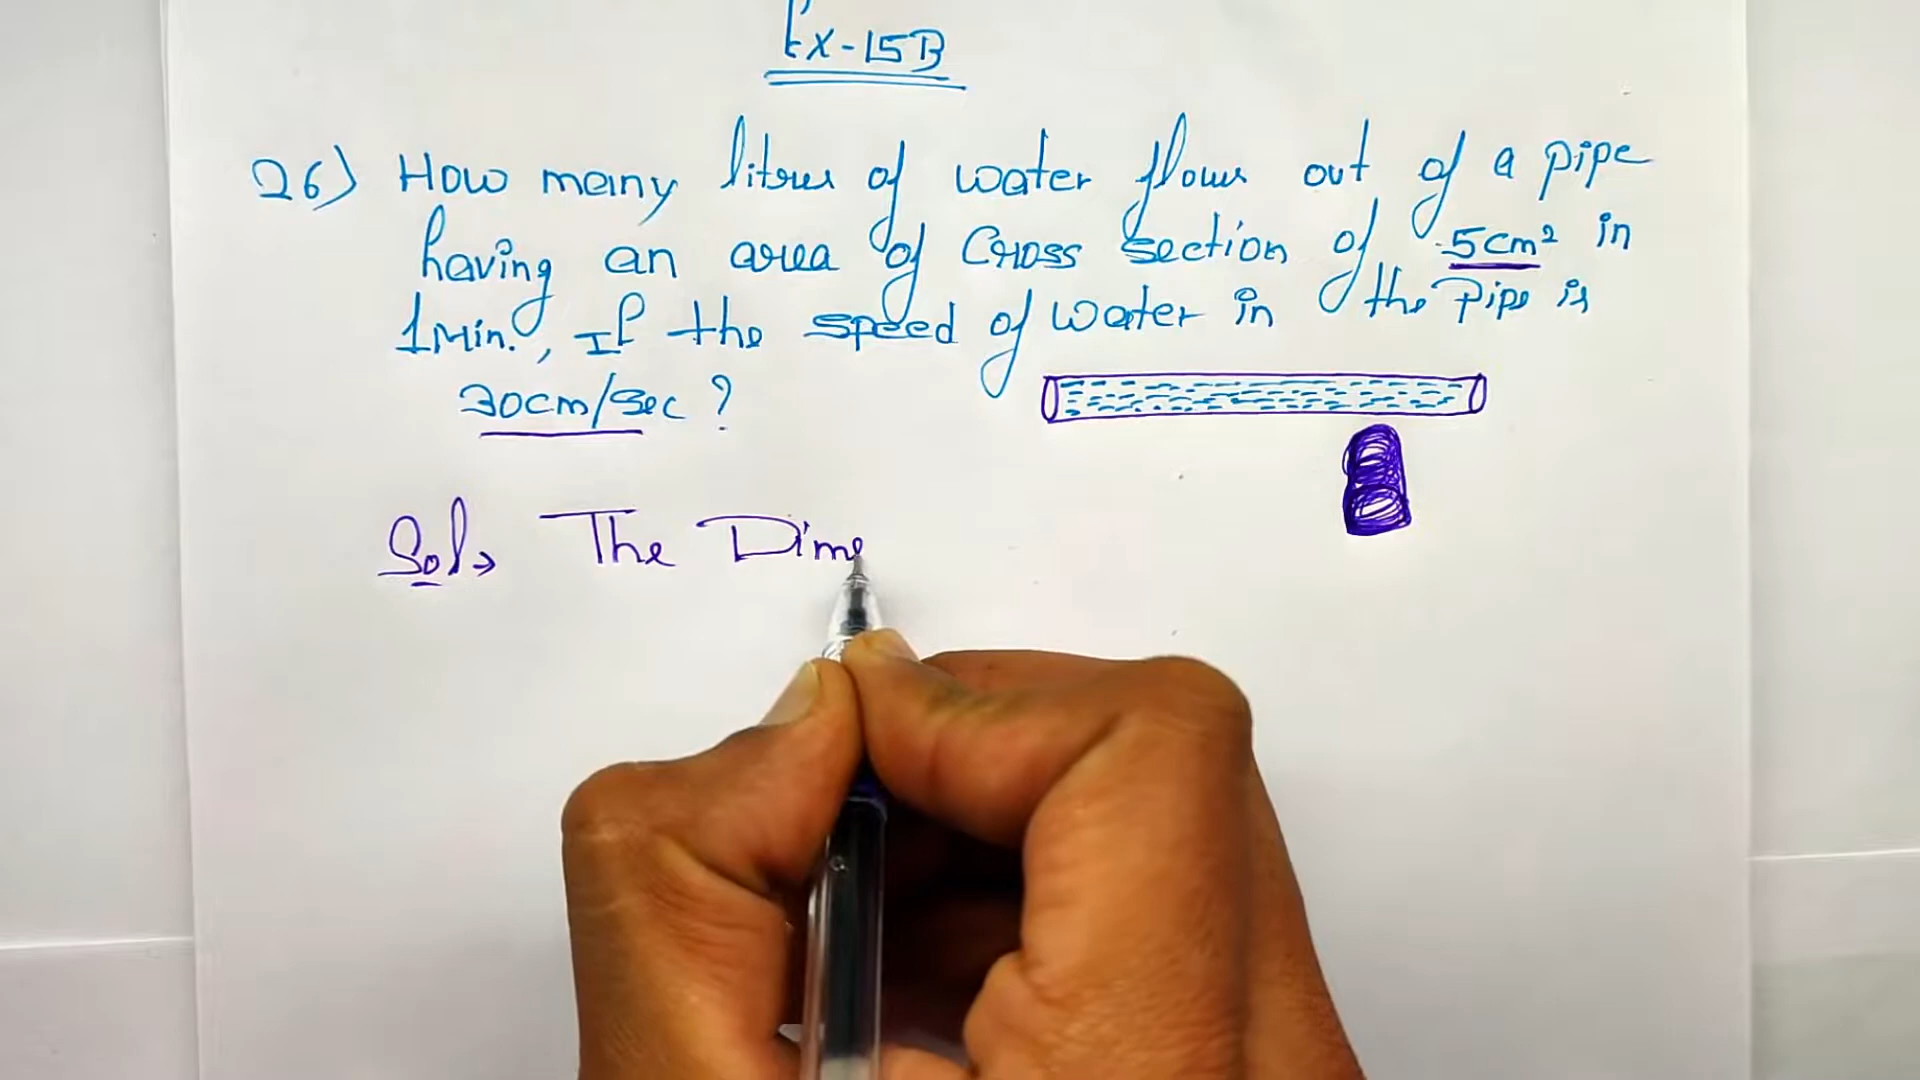 Ex-15B
26) How many litres of water flows out of a pipe
having an area of Cross section of 5cm² in
1Min., If the speed of water in the pipe is
30cm/sec ?
Sol→ The Dime